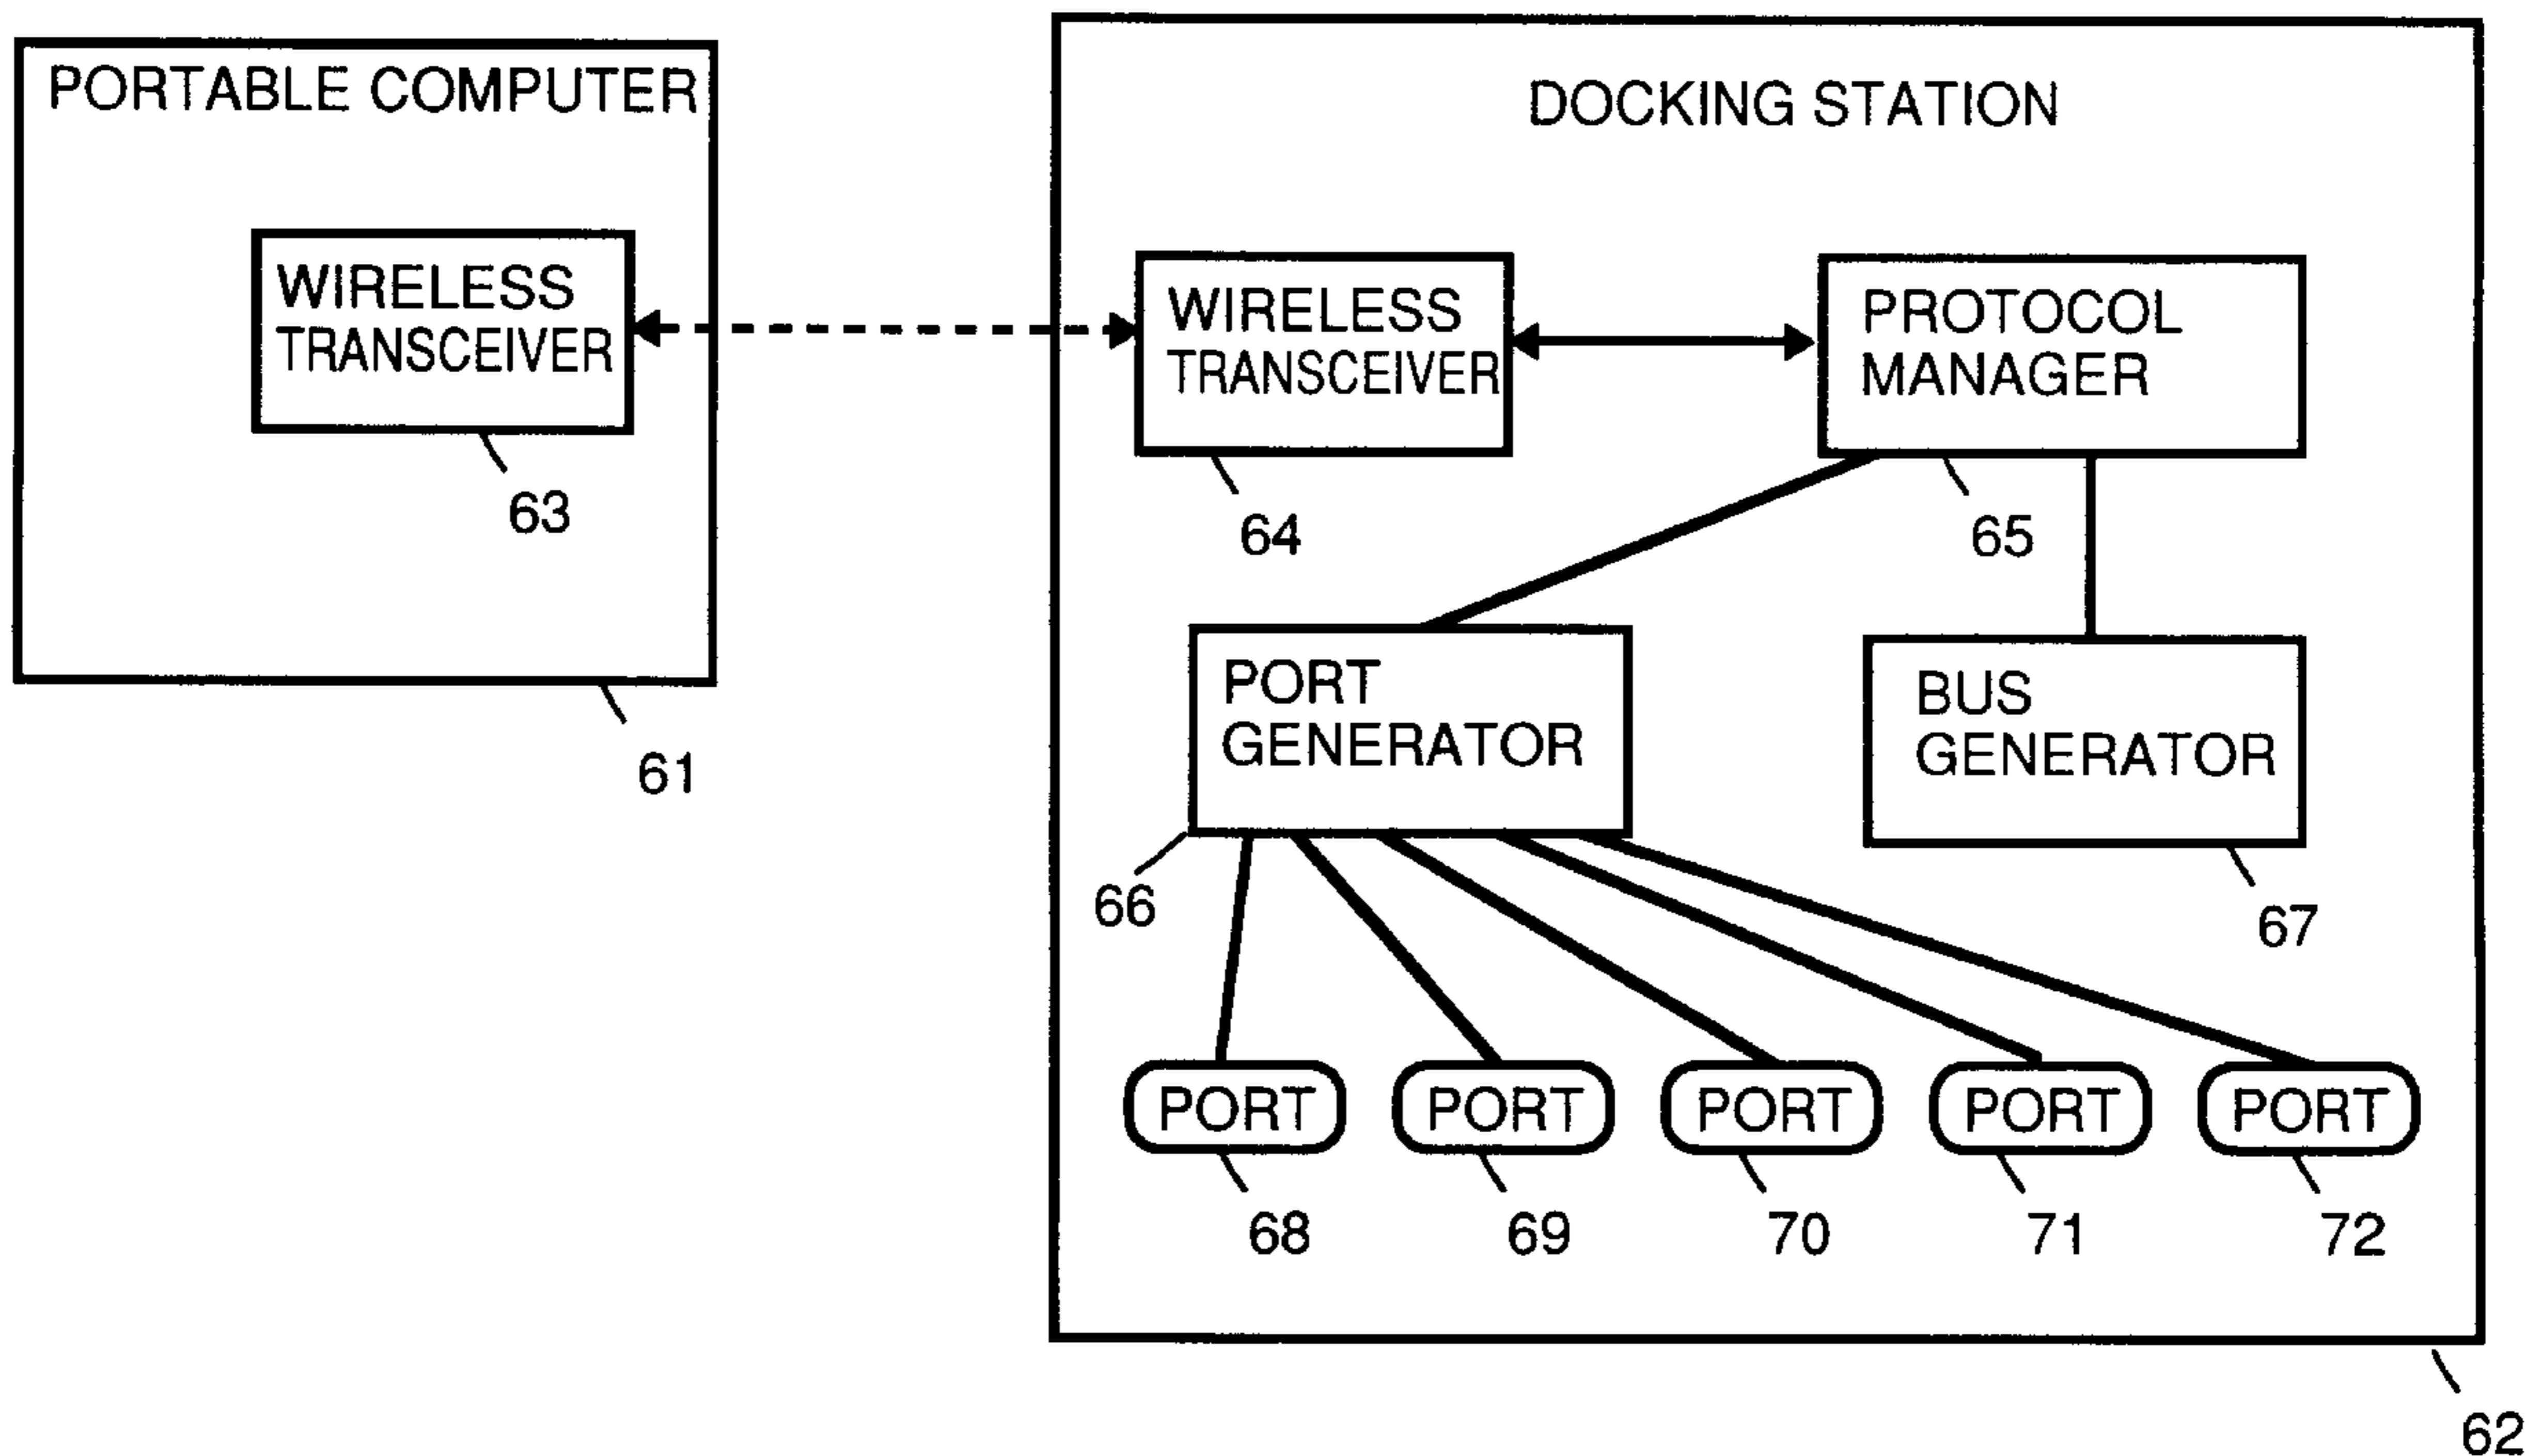 PORTABLE COMPUTER
WIRELESS
TRANSCEIVER
63
61
DOCKING STATION
WIRELESS
TRANSCEIVER
64
PROTOCOL
MANAGER
65
PORT
GENERATOR
66
BUS
GENERATOR
67
PORT
PORT
PORT
PORT
PORT
68
69
70
71
72
62